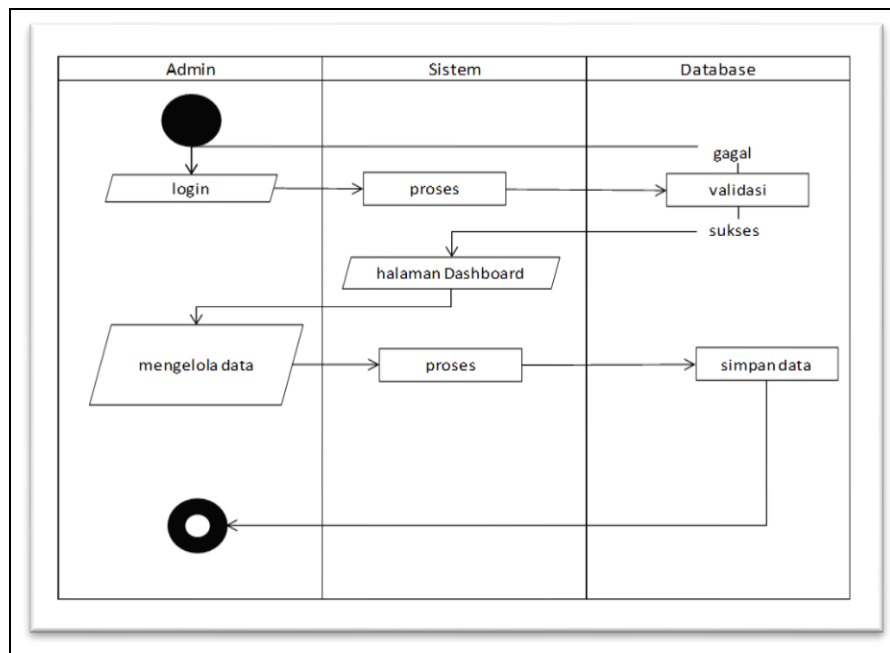 Admin
Sistem
Database
gagal
login
proses
validasi
sukses
halaman Dashboard
mengelola data
proses
simpan data